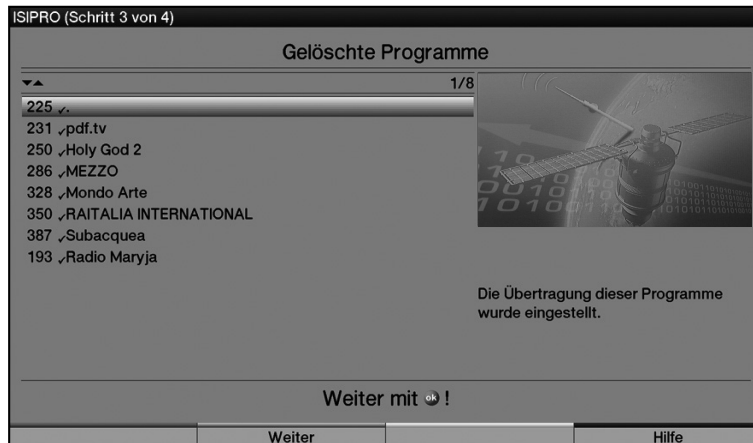 ISIPRO (Schritt 3 von 4)
Gelöschte Programme
1/8
225 ✓.
231 ✓pdf.tv
250 ✓Holy God 2
286 ✓MEZZO
328 ✓Mondo Arte
350 ✓RAITALIA INTERNATIONAL
387 ✓Subacquea
193 ✓Radio Maryja
Die Übertragung dieser Programme
wurde eingestellt.
Weiter mit ok !
Weiter
Hilfe